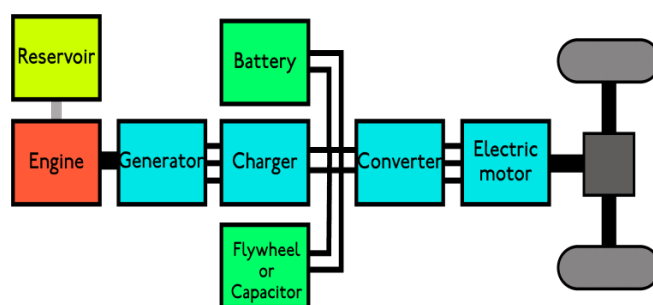 Reservoir
Battery
Engine
Generator
Charger
Converter
Electric
motor
Flywheel
or
Capacitor